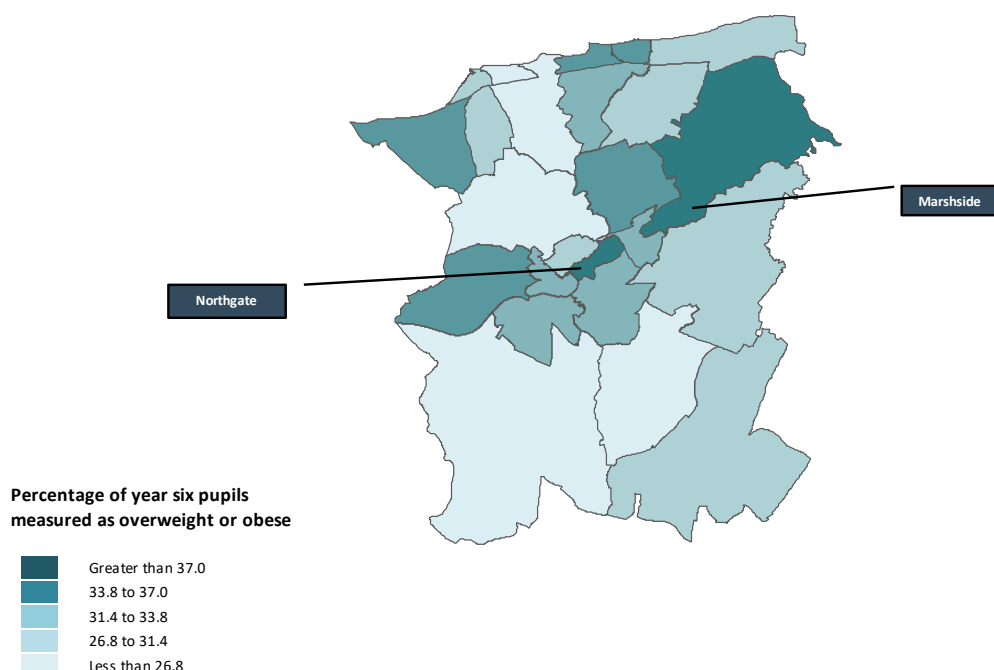 Marshside
Northgate
Percentage of year six pupils
measured as overweight or obese
Greater than 37.0
33.8 to 37.0
31.4 to 33.8
26.8 to 31.4
Less than 26.8